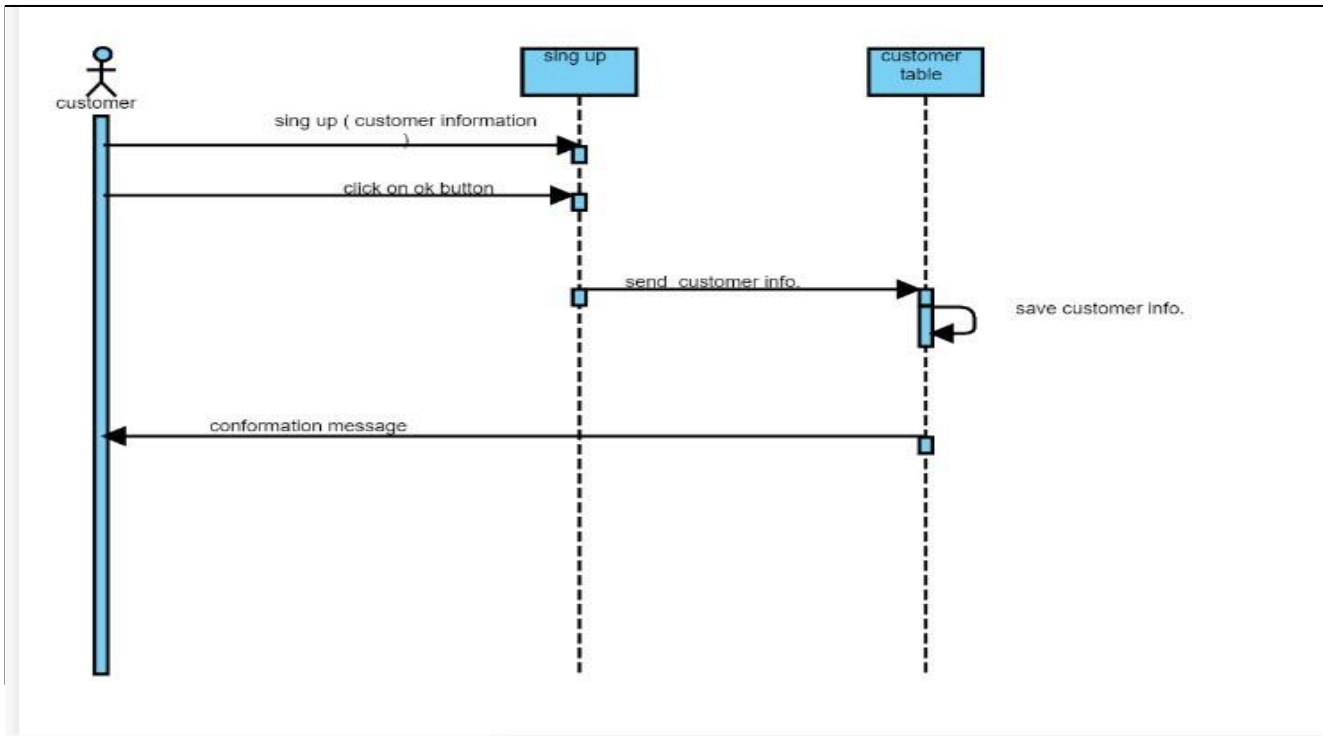 sing up
customer
table
customer
sing up ( customer information
)
click on ok button
send customer info.
save customer info.
conformation message